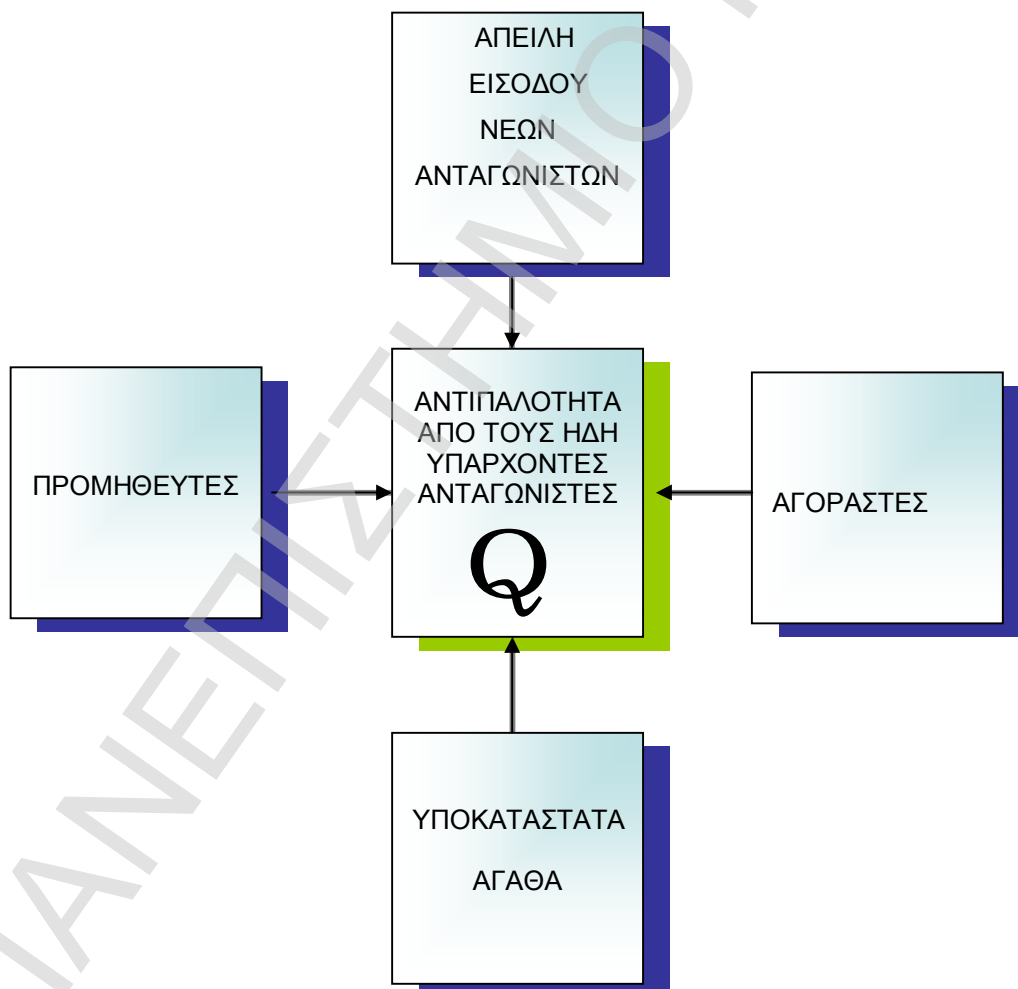 ΑΠΕΙΛΗ
ΕΙΣΟΔΟΥ
ΝΕΩΝ
ΑΝΤΑΓΩΝΙΣΤΩΝ
ΠΡΟΜΗΘΕΥΤΕΣ
ΑΝΤΙΠΑΛΟΤΗΤΑ
ΑΠΟ ΤΟΥΣ ΗΔΗ
ΥΠΑΡΧΟΝΤΕΣ
ΑΝΤΑΓΩΝΙΣΤΕΣ
Q
ΑΓΟΡΑΣΤΕΣ
ΥΠΟΚΑΤΑΣΤΑΤΑ
ΑΓΑΘΑ